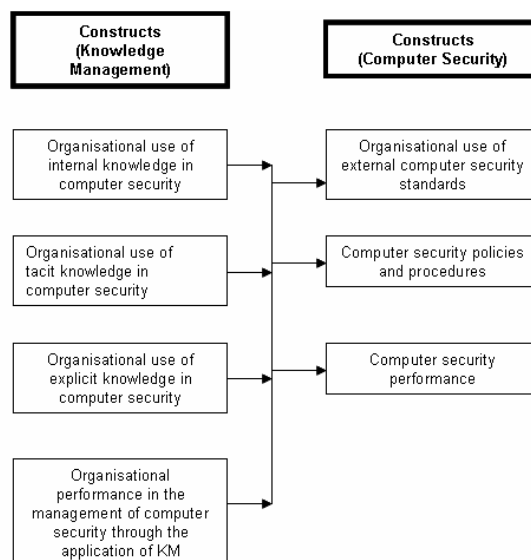 Constructs
(Knowledge
Management)
Constructs
(Computer Security)
Organisational use of
internal knowledge in
computer security
Organisational use of
external computer security
standards
Organisational use of
tacit knowledge in
computer security
Computer security policies
and procedures
Organisational use of
explicit knowledge in
computer security
Computer security
performance
Organisational
performance in the
management of computer
security through the
application of KM